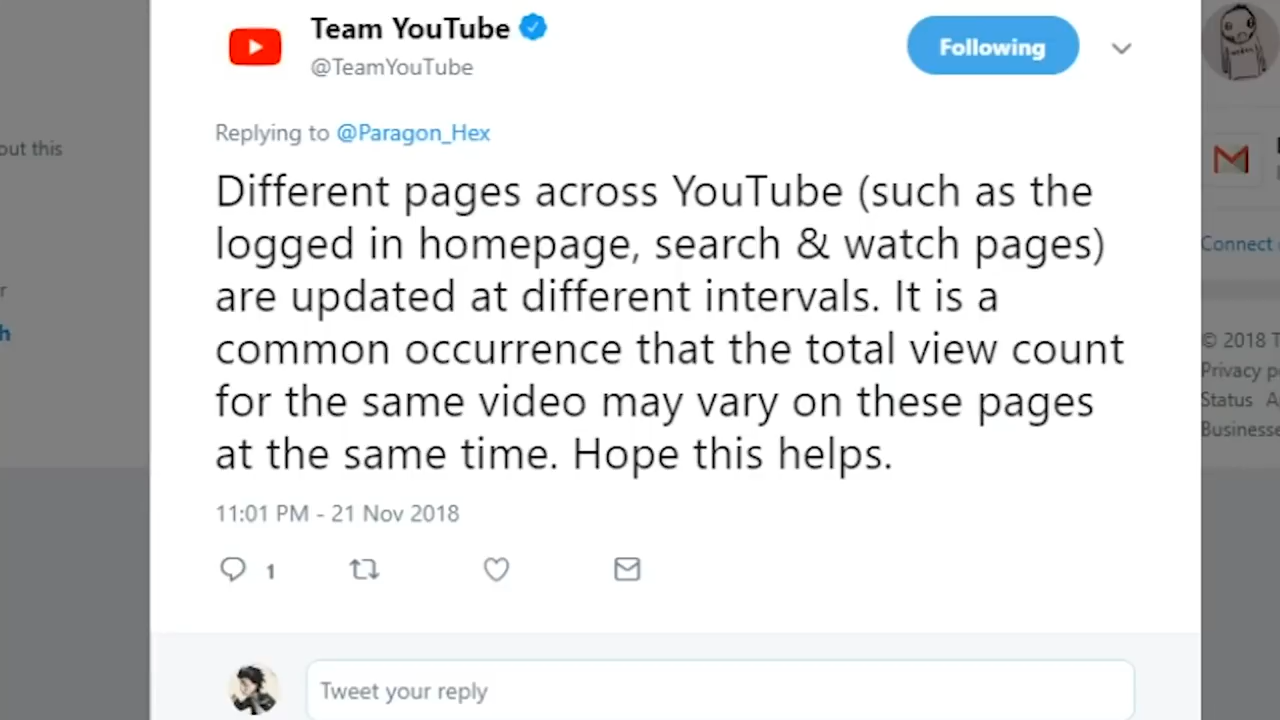 Team YouTube
@TeamYouTube
Following
Replying to @Paragon_Hex
Different pages across YouTube (such as the
logged in homepage, search & watch pages)
are updated at different intervals. It is a
common occurrence that the total view count
for the same video may vary on these pages
at the same time. Hope this helps.
11:01 PM - 21 Nov 2018
1
Tweet your reply
out this
Connect
© 2018
Privacy
Status